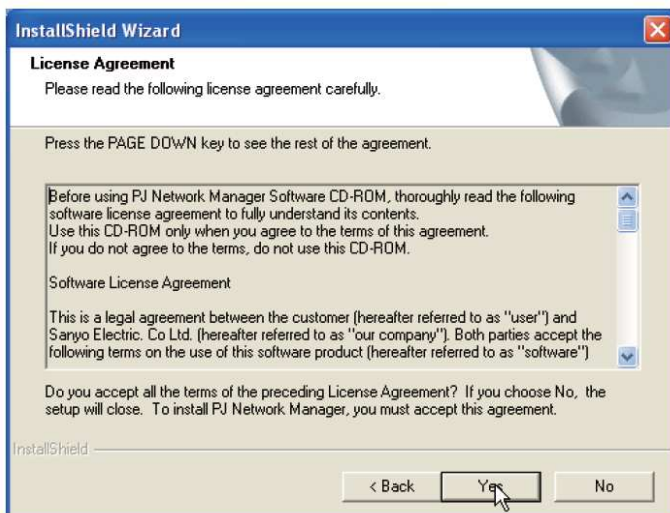 InstallShield Wizard
License Agreement
Please read the following license agreement carefully.
Press the PAGE DOWN key to see the rest of the agreement.
Before using PJ Network Manager Software CD-ROM, thoroughly read the following
software license agreement to fully understand its contents.
Use this CD-ROM only when you agree to the terms of this agreement.
If you do not agree to the terms, do not use this CD-ROM.
Software License Agreement
This is a legal agreement between the customer (hereafter referred to as "user") and
Sanyo Electric. Co Ltd. (hereafter referred to as "our company"). Both parties accept the
following terms on the use of this software product (hereafter referred to as "software")
Do you accept all the terms of the preceding License Agreement? If you choose No, the
setup will close. To install PJ Network Manager, you must accept this agreement.
InstallShield
< Back Yes No